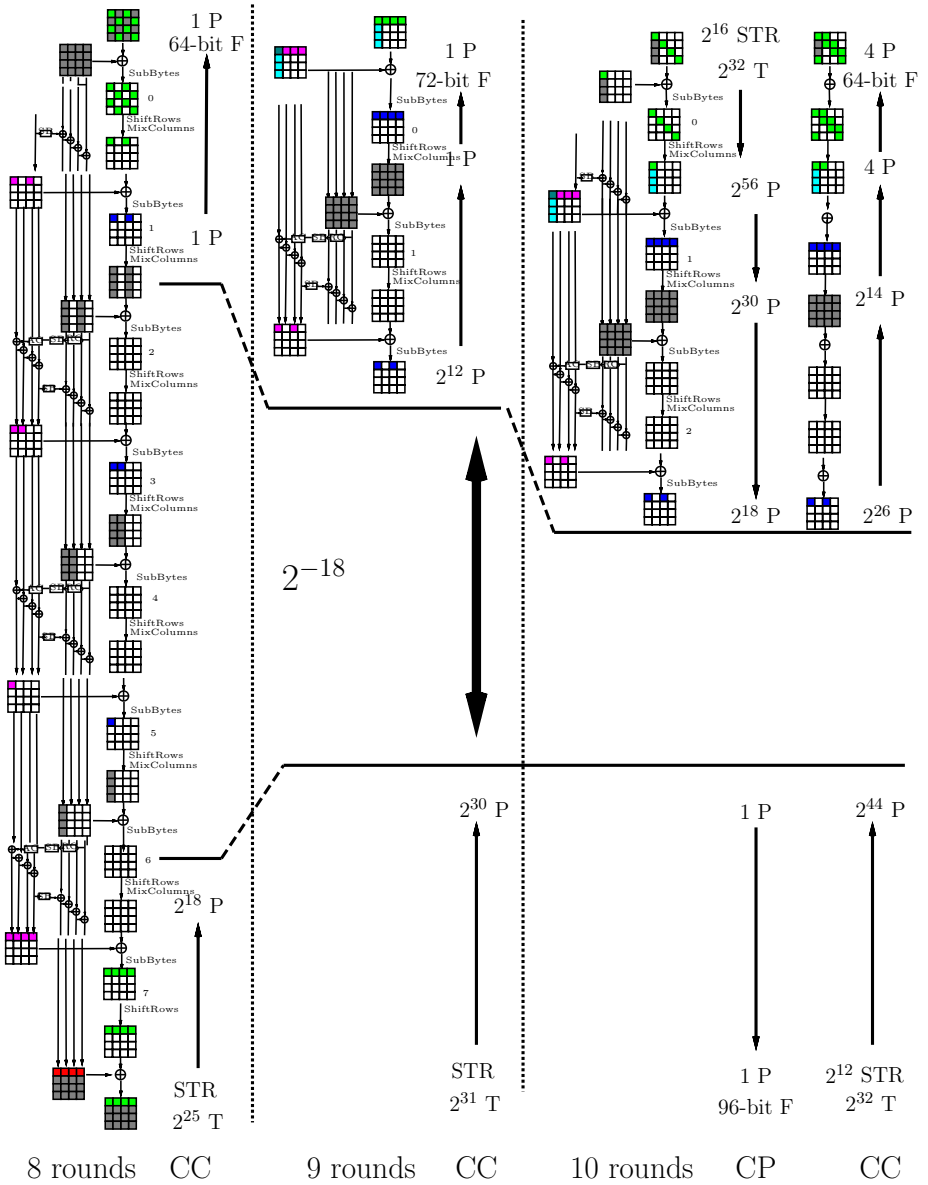 1 P
64-bit F
SubBytes
0
ShiftRows
MixColumns
SubBytes
1
1 P
ShiftRows
MixColumns
SubBytes
2
ShiftRows
MixColumns
SubBytes
3
ShiftRows
MixColumns
SubBytes
4
ShiftRows
MixColumns
SubBytes
5
ShiftRows
MixColumns
SubBytes
6
ShiftRows
MixColumns
2^18 P
SubBytes
7
ShiftRows
STR
2^25 T
8 rounds CC
1 P
72-bit F
SubBytes
0
ShiftRows
MixColumns
1 P
SubBytes
1
ShiftRows
MixColumns
SubBytes
2^12 P
2^−18
2^30 P
STR
2^31 T
9 rounds CC
2^16 STR
2^32 T
SubBytes
0
ShiftRows
MixColumns
2^56 P
SubBytes
1
ShiftRows
MixColumns
2^30 P
SubBytes
ShiftRows
MixColumns
2
SubBytes
2^18 P
4 P
64-bit F
4 P
2^14 P
2^26 P
1 P
2^44 P
1 P
96-bit F
2^12 STR
2^32 T
10 rounds CP CC